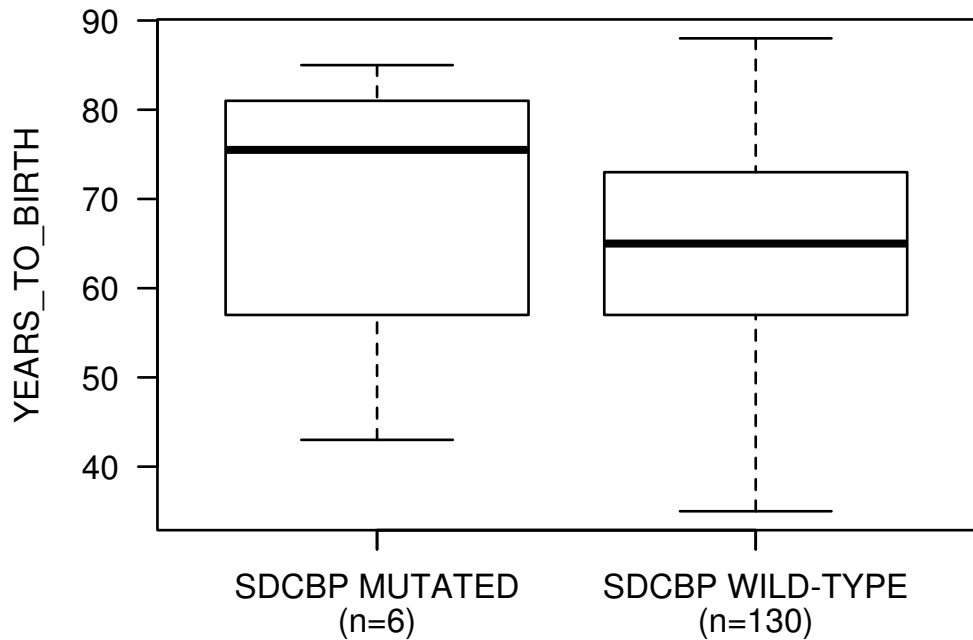 YEARS_TO_BIRTH
90
80
70
60
50
40
SDCBP MUTATED
(n=6)
SDCBP WILD-TYPE
(n=130)